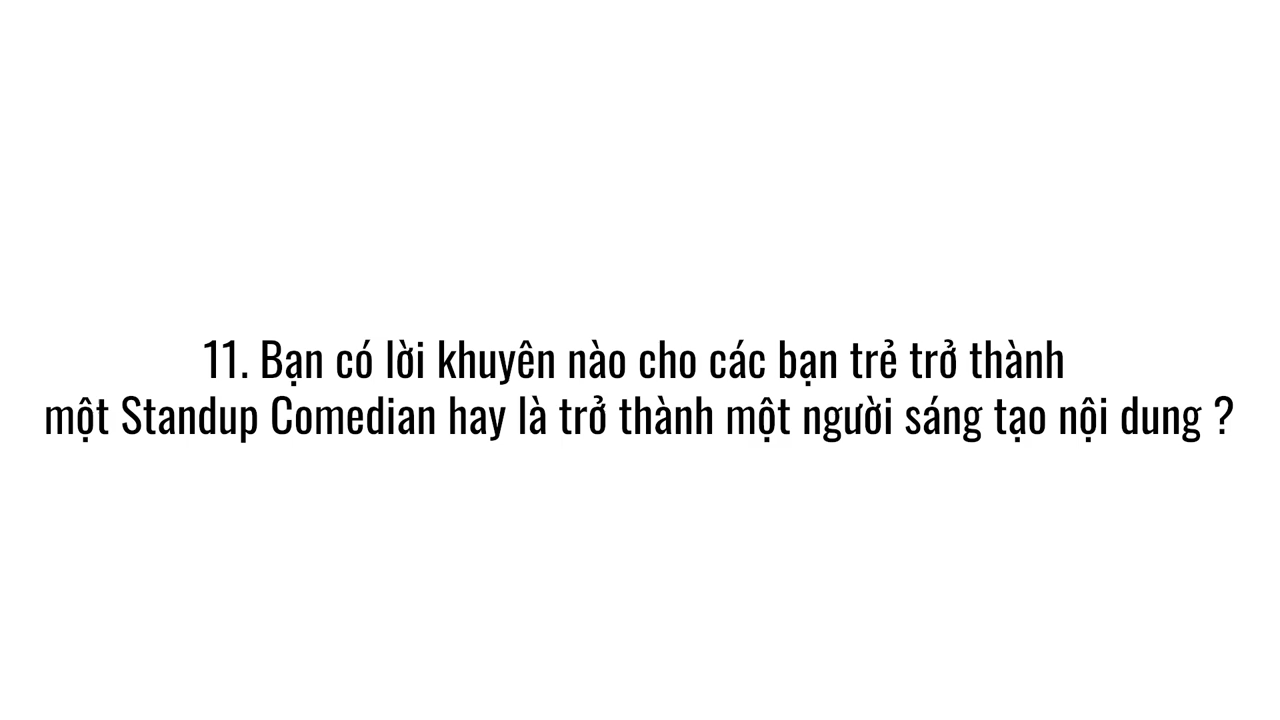 11. Bạn có lời khuyên nào cho các bạn trẻ trở thành
một Standup Comedian hay là trở thành một người sáng tạo nội dung ?